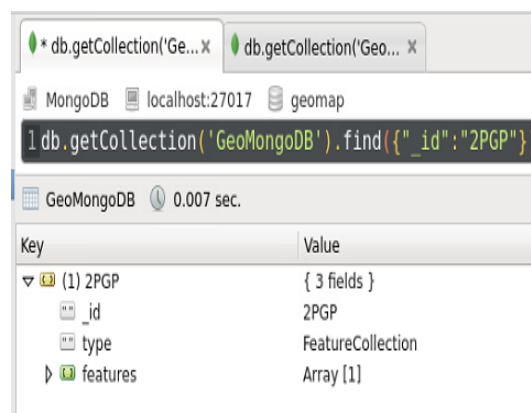 * db.getCollection('Ge... × db.getCollection('Geo... ×
MongoDB localhost:27017 geomap
1 db.getCollection('GeoMongoDB').find({"_id":"2PGP"}
GeoMongoDB 0.007 sec.
Key Value
(1) 2PGP { 3 fields }
_id 2PGP
type FeatureCollection
features Array [1]